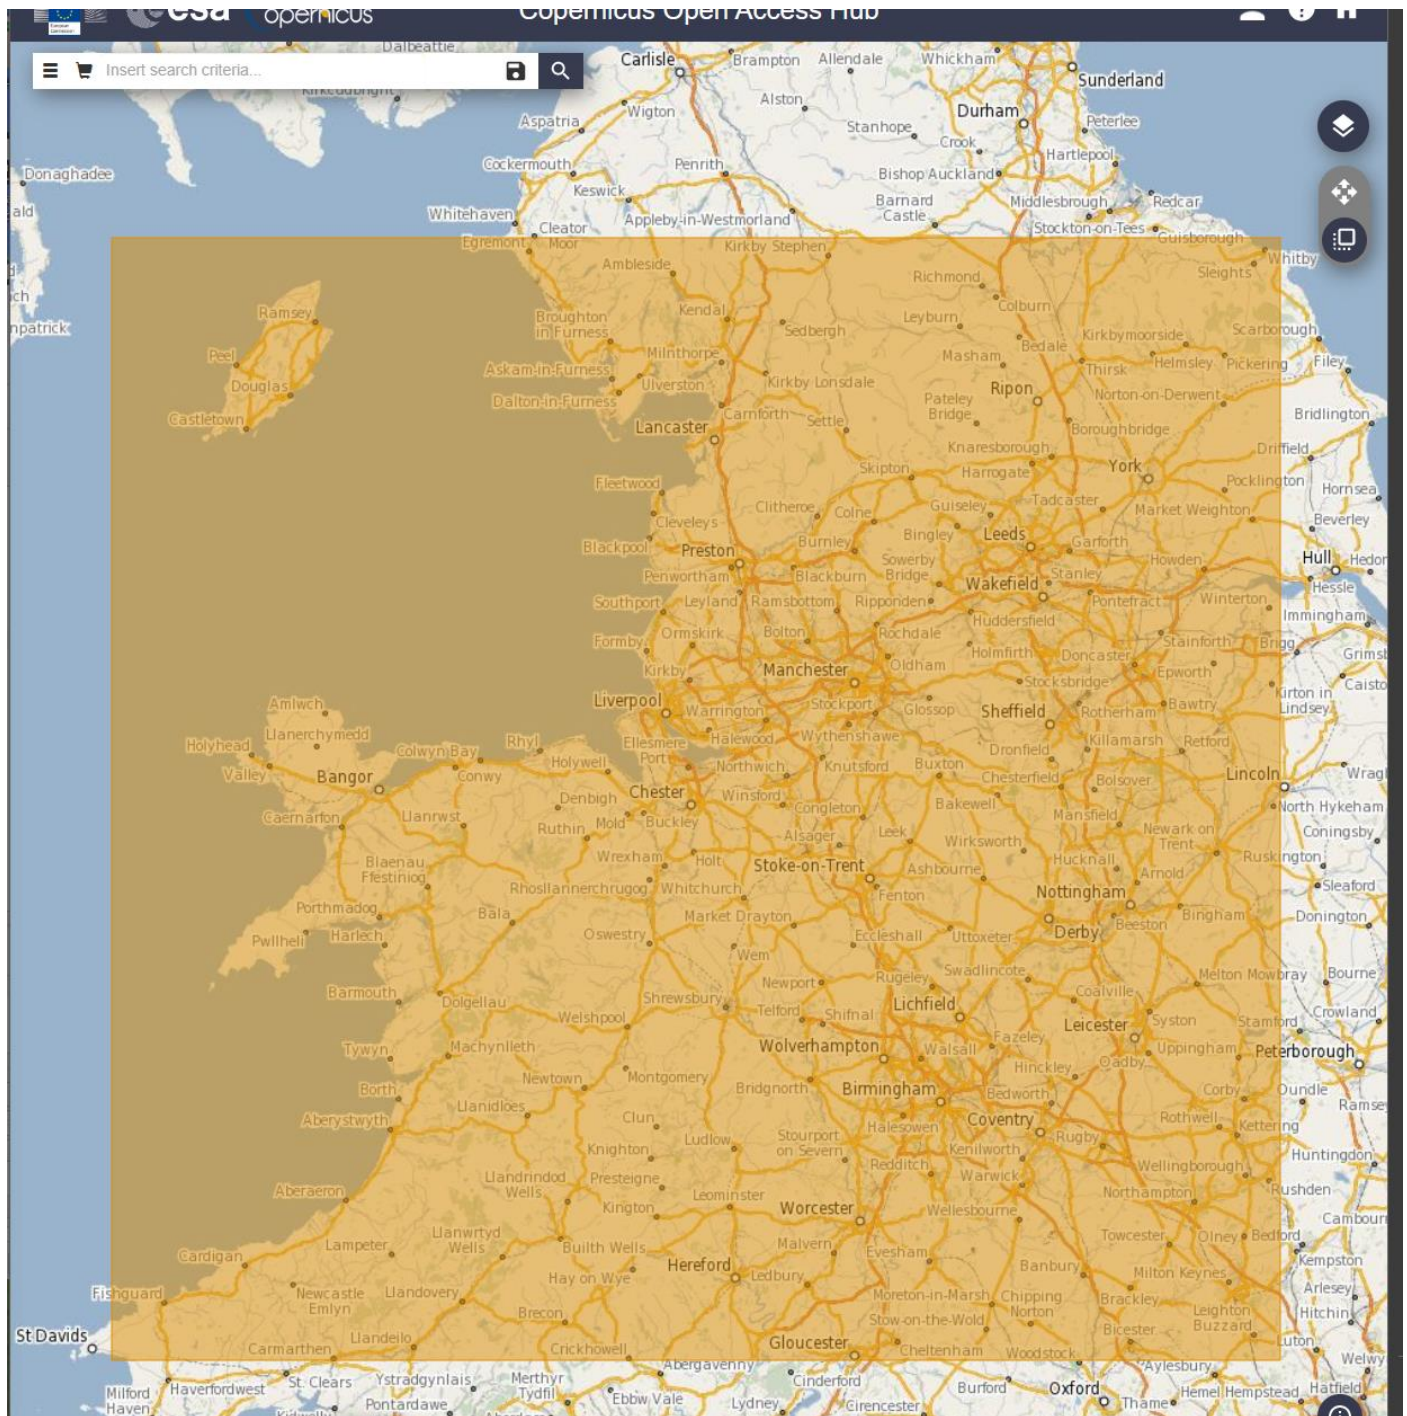 esa
opernicus
Copernicus Open Access Hub
European
Commission
Dalbeattie
Insert search criteria...
Carlisle
Brampton
Allendale
Whickham
Sunderland
Kirkcudbright
Wigton
Alston
Durham
Aspatria
Stanhope
Peterlee
Crook
Cockermouth
Penrith
Hartlepool
Donaghadee
Bishop Auckland
Keswick
Barnard
Castle
Middlesbrough
Redcar
ald
Whitehaven
Appleby-in-Westmorland
Cleator
Moor
Stockton-on-Tees
Guisborough
Egremont
Kirkby Stephen
Whitby
Ambleside
Richmond
Sleights
ch
Colburn
Ramsey
Broughton
in Furness
Kendal
Leyburn
npatrick
Sedbergh
Kirkbymoorside
Scarborough
Peel
Milnthorpe
Masham
Bedale
Askam-in-Furness
Thirsk
Helmsley
Pickering
Filey
Douglas
Ulverston
Kirkby Lonsdale
Ripon
Dalton-in-Furness
Pateley
Bridge
Norton-on-Derwent
Castletown
Carnforth
Settle
Bridlington
Lancaster
Boroughbridge
Knaresborough
Driffield
Skipton
Harrogate
York
Fleetwood
Pocklington
Hornsea
Clitheroe
Colne
Guiseley
Tadcaster
Market Weighton
Cleveleys
Beverley
Blackpool
Preston
Burnley
Bingley
Leeds
Garforth
Sowerby
Bridge
Howden
Hull
Hedor
Penwortham
Blackburn
Wakefield
Stanley
Hessle
Southport
Leyland
Ramsbottom
Ripponden
Pontefract
Winterton
Immingham
Huddersfield
Formby
Ormskirk
Bolton
Rochdale
Stainforth
Brigg
Holmfirth
Doncaster
Grimsb
Kirkby
Manchester
Oldham
Epworth
Stocksbridge
Caisto
Liverpool
Stockport
Glossop
Kirton in
Lindsey
Amlwch
Warrington
Sheffield
Rotherham
Bawtry
Llanerchymedd
Halewood
Wythenshawe
Holyhead
Colwyn Bay
Rhyl
Ellesmere
Port
Dronfield
Killamarsh
Retford
Holywell
Valley
Bangor
Conwy
Northwich
Knutsford
Buxton
Chesterfield
Bolsover
Lincoln
Wragl
Chester
Winsford
Denbigh
Congleton
Bakewell
North Hykeham
Caernarfon
Llanrwst
Mold
Buckley
Mansfield
Ruthin
Alsager
Leek
Wirksworth
Newark on
Trent
Coningsby
Blaenau
Ffestiniog
Wrexham
Holt
Stoke-on-Trent
Ashbourne
Hucknall
Ruskington
Arnold
Rhosllannerchrugog
Whitchurch
Fenton
Nottingham
Sleaford
Porthmadog
Bala
Market Drayton
Bingham
Donington
Beeston
Derby
Pwllheli
Harlech
Oswestry
Eccleshall
Uttoxeter
Wem
Swadlincote
Rugeley
Newport
Melton Mowbray
Bourne
Barmouth
Dolgellau
Shrewsbury
Coalville
Lichfield
Telford
Shifnal
Crowland
Welshpool
Syston
Stamford
Leicester
Machynlleth
Wolverhampton
Walsall
Fazeley
Uppingham
Peterborough
Tywyn
Oadby
Newtown
Montgomery
Hinckley
Borth
Bridgnorth
Birmingham
Bedworth
Corby
Oundle
Llanidloes
Ramse
Aberystwyth
Clun
Coventry
Rothwell
Halesowen
Kettering
Ludlow
Stourport
on Severn
Rugby
Knighton
Kenilworth
Huntingdon
Redditch
Wellingborough
Llandrindod
Wells
Presteigne
Warwick
Aberaeron
Leominster
Northampton
Rushden
Kington
Worcester
Wellesbourne
Cambourn
Llanwrtyd
Wells
Lampeter
Towcester
Olney
Bedford
Cardigan
Builth Wells
Malvern
Evesham
Hereford
Banbury
Kempston
Hay on Wye
Ledbury
Milton Keynes
Fishguard
Newcastle
Emlyn
Llandovery
Moreton-in-Marsh
Chipping
Norton
Brackley
Arlesey
Brecon
Leighton
Buzzard
Hitchin
Stow-on-the-Wold
St Davids
Bicester
Llandeilo
Gloucester
Carmarthen
Crickhowell
Cheltenham
Woodstock
Luton
Welwy
Abergavenny
Aylesbury
St. Clears
Ystradgynlais
Merthyr
Tydfil
Cinderford
Milford
Haven
Haverfordwest
Burford
Oxford
Hemel Hempstead
Hatfield
Ebbw Vale
Pontardawe
Lydney
Cirencester
Thame